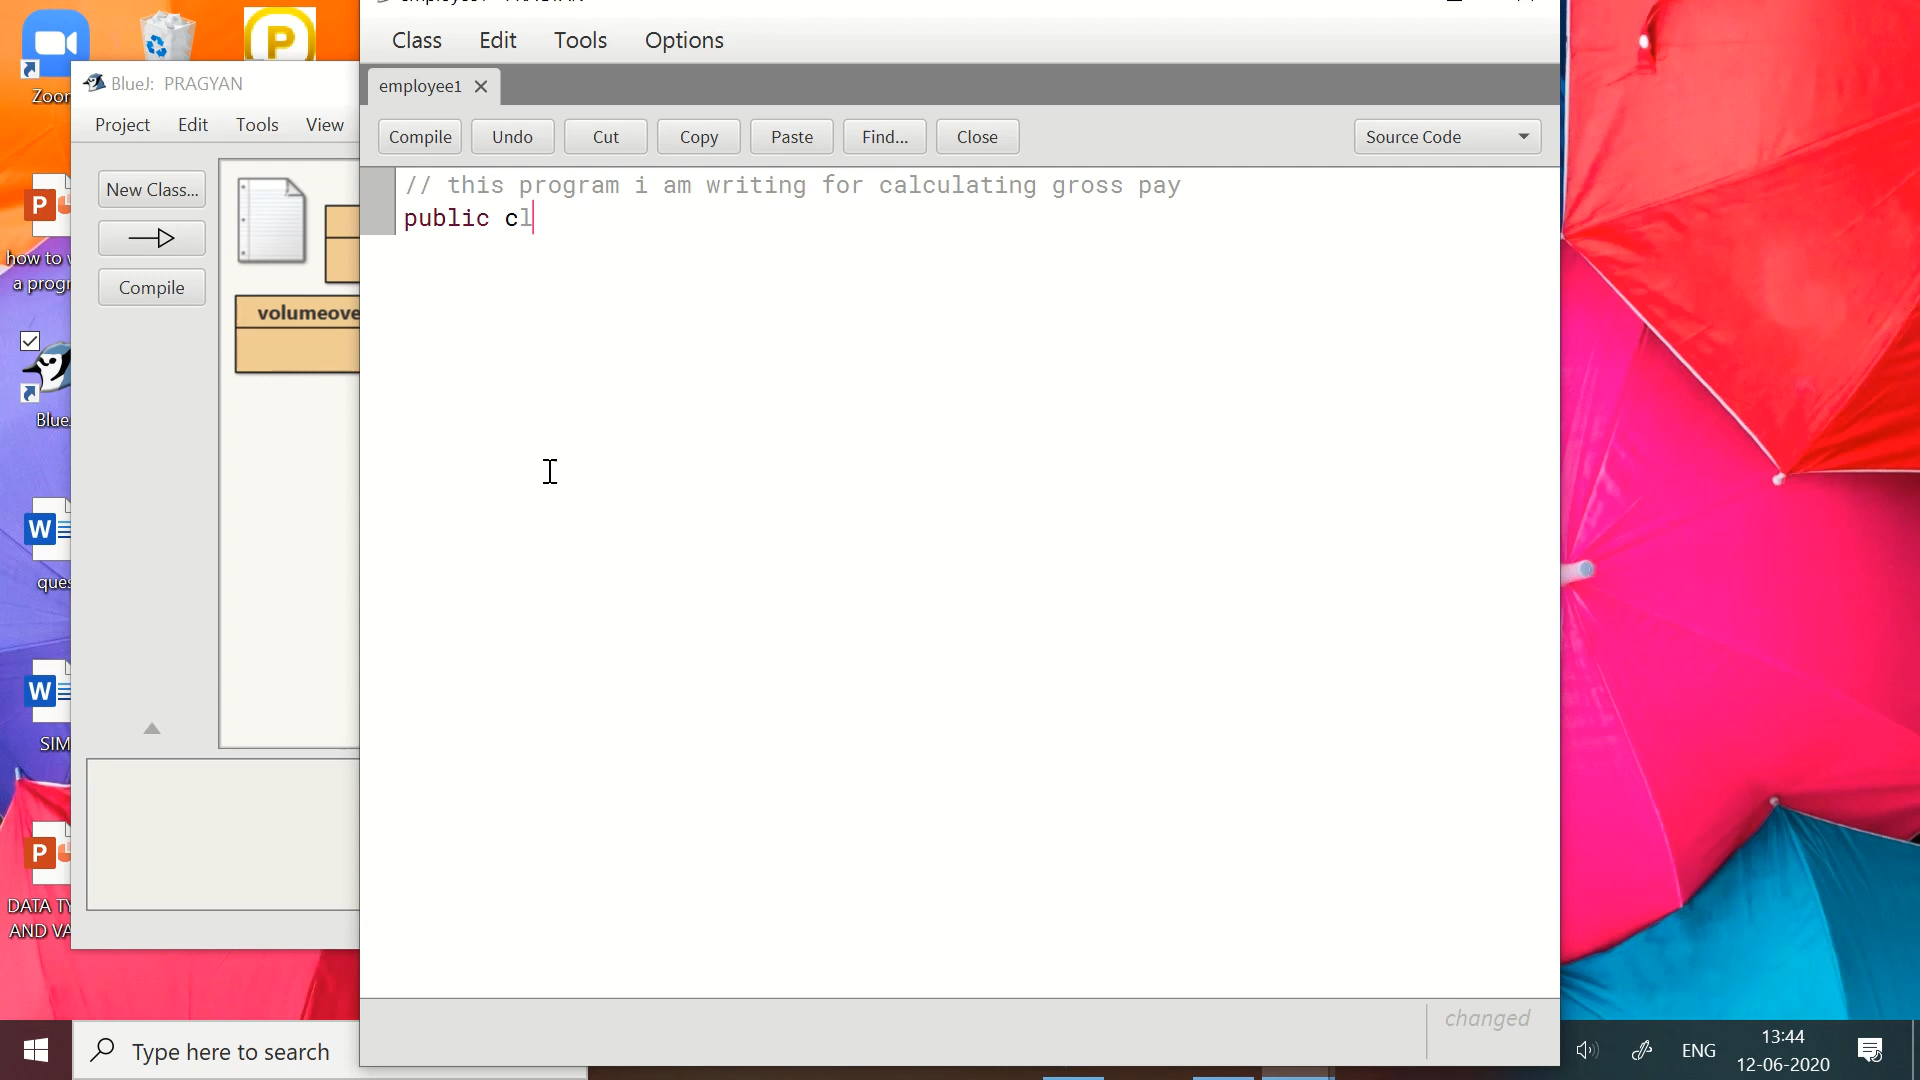 Class Edit Tools Options
employee1
Compile Undo Cut Copy Paste Find... Close Source Code
// this program i am writing for calculating gross pay
public cl
changed
BlueJ: PRAGYAN
Project Edit Tools View
New Class...
Compile
volumeove
Zoom
how to
a progr
Blue
ques
SIM
DATA TY
AND VA
P
P
W
W
P
Type here to search
ENG
13:44
12-06-2020